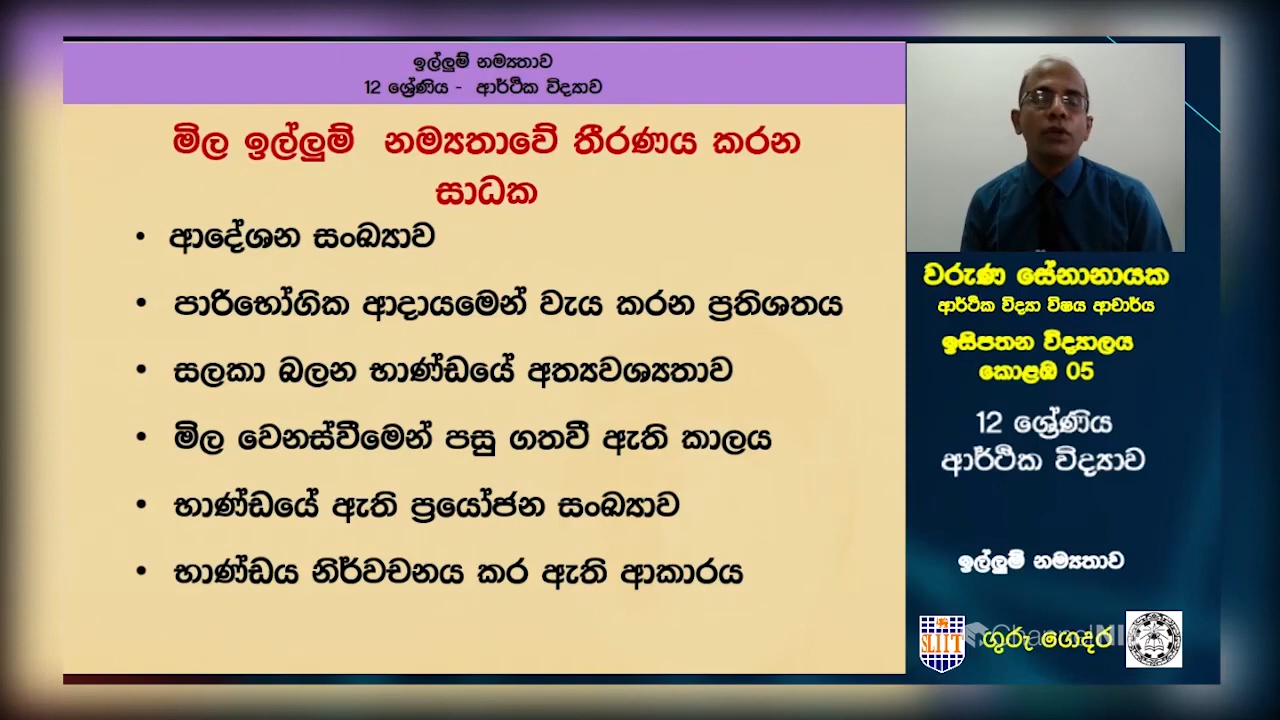 ඉල්ලුම් නම්‍යතාව
12 ශ්‍රේණිය - ආර්ථික විද්‍යාව
මිල ඉල්ලුම් නම්‍යතාවේ තීරණය කරන
සාධක
• ආදේශන සංඛ්‍යාව
• පාරිභෝගික ආදායමෙන් වැය කරන ප්‍රතිශතය
• සලකා බලන භාණ්ඩයේ අත්‍යවශ්‍යතාව
• මිල වෙනස්වීමෙන් පසු ගතවී ඇති කාලය
• භාණ්ඩයේ ඇති ප්‍රයෝජන සංඛ්‍යාව
• භාණ්ඩය නිර්වචනය කර ඇති ආකාරය
වරුණ සේනානායක
ආර්ථික විද්‍යා විෂය ආචාර්ය
ඉසිපතන විද්‍යාලය
කොළඹ 05
12 ශ්‍රේණිය
ආර්ථික විද්‍යාව
ඉල්ලුම් නම්‍යතාව
SLIIT
ගුරු ගෙදර
Channel NIE